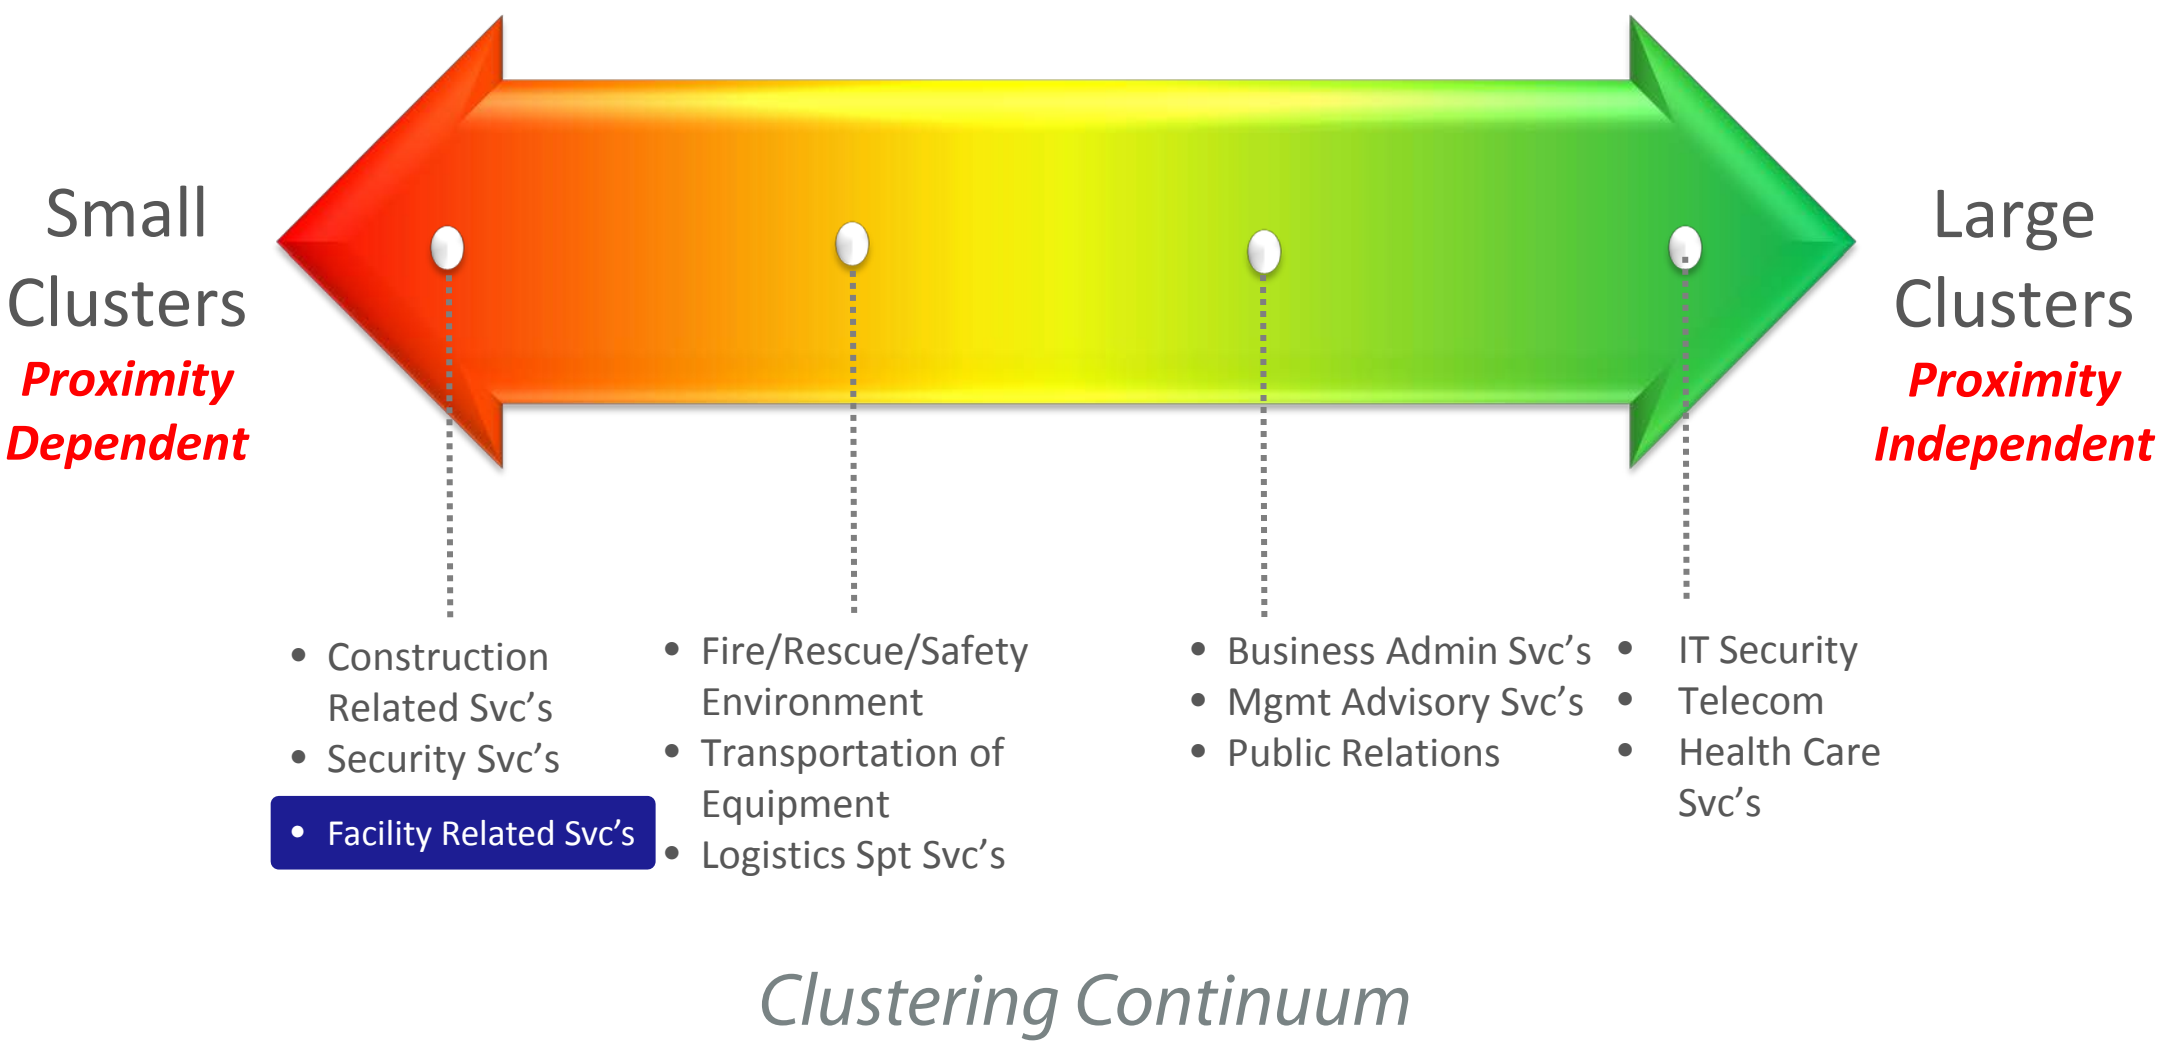 Small
Clusters
Proximity
Dependent
Large
Clusters
Proximity
Independent
• Construction
Related Svc’s
• Security Svc’s
• Facility Related Svc’s
• Fire/Rescue/Safety
Environment
• Transportation of
Equipment
• Logistics Spt Svc’s
• Business Admin Svc’s
• Mgmt Advisory Svc’s
• Public Relations
• IT Security
• Telecom
• Health Care
Svc’s
Clustering Continuum